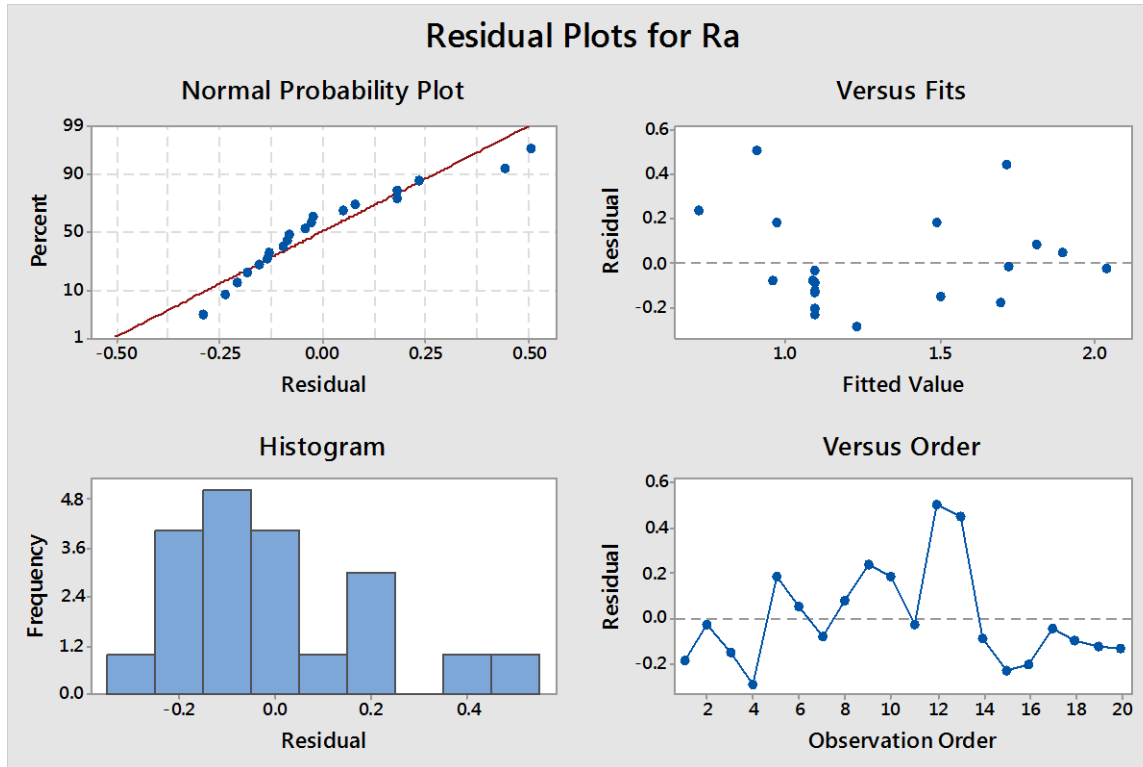 Residual Plots for Ra
Normal Probability Plot
99
90
50
10
1
Percent
-0.50 -0.25 0.00 0.25 0.50
Residual
Versus Fits
0.6
0.4
0.2
0.0
-0.2
Residual
1.0 1.5 2.0
Fitted Value
Histogram
4.8
3.6
2.4
1.2
0.0
Frequency
-0.2 0.0 0.2 0.4
Residual
Versus Order
0.6
0.4
0.2
0.0
-0.2
Residual
2 4 6 8 10 12 14 16 18 20
Observation Order